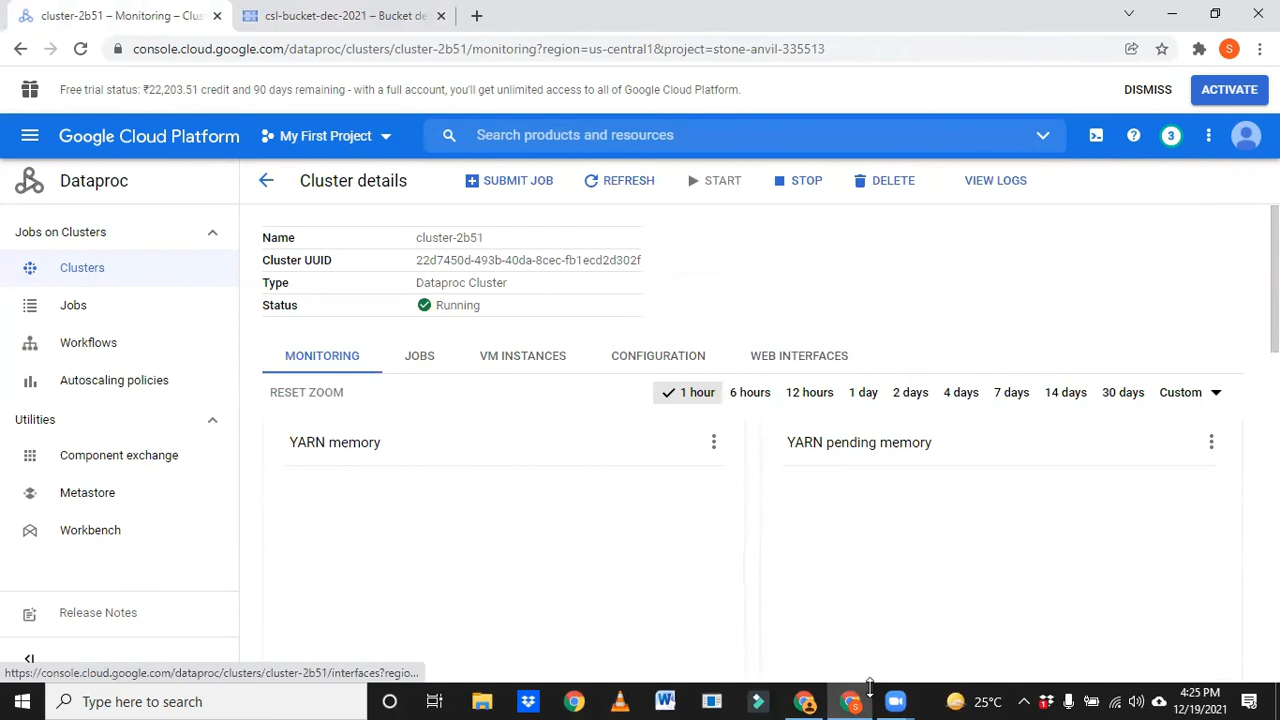 cluster-2b51 – Monitoring – Clus
csl-bucket-dec-2021 – Bucket de
console.cloud.google.com/dataproc/clusters/cluster-2b51/monitoring?region=us-central1&project=stone-anvil-335513
S
Free trial status: ₹22,203.51 credit and 90 days remaining - with a full account, you'll get unlimited access to all of Google Cloud Platform.
DISMISS
ACTIVATE
Google Cloud Platform
My First Project
Search products and resources
3
Dataproc
Cluster details
SUBMIT JOB
REFRESH
START
STOP
DELETE
VIEW LOGS
Jobs on Clusters
Clusters
Jobs
Workflows
Autoscaling policies
Utilities
Component exchange
Metastore
Workbench
Release Notes
Name cluster-2b51
Cluster UUID 22d7450d-493b-40da-8cec-fb1ecd2d302f
Type Dataproc Cluster
Status Running
MONITORING JOBS VM INSTANCES CONFIGURATION WEB INTERFACES
RESET ZOOM 1 hour 6 hours 12 hours 1 day 2 days 4 days 7 days 14 days 30 days Custom
YARN memory
YARN pending memory
https://console.cloud.google.com/dataproc/clusters/cluster-2b51/interfaces?regio...
Type here to search
W
S
25°C
4:25 PM
12/19/2021